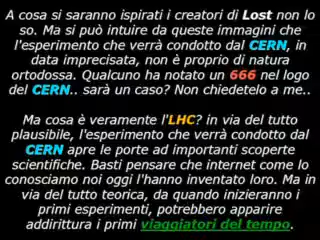 A cosa si saranno ispirati i creatori di Lost non lo
so. Ma si può intuire da queste immagini che
l'esperimento che verrà condotto dal CERN, in
data imprecisata, non è proprio di natura
ortodossa. Qualcuno ha notato un 666 nel logo
del CERN.. sarà un caso? Non chiedetelo a me..
Ma cosa è veramente l'LHC? in via del tutto
plausibile, l'esperimento che verrà condotto dal
CERN apre le porte ad importanti scoperte
scientifiche. Basti pensare che internet come lo
conosciamo noi oggi l'hanno inventato loro. Ma in
via del tutto teorica, da quando inizieranno i
primi esperimenti, potrebbero apparire
addirittura i primi viaggiatori del tempo.